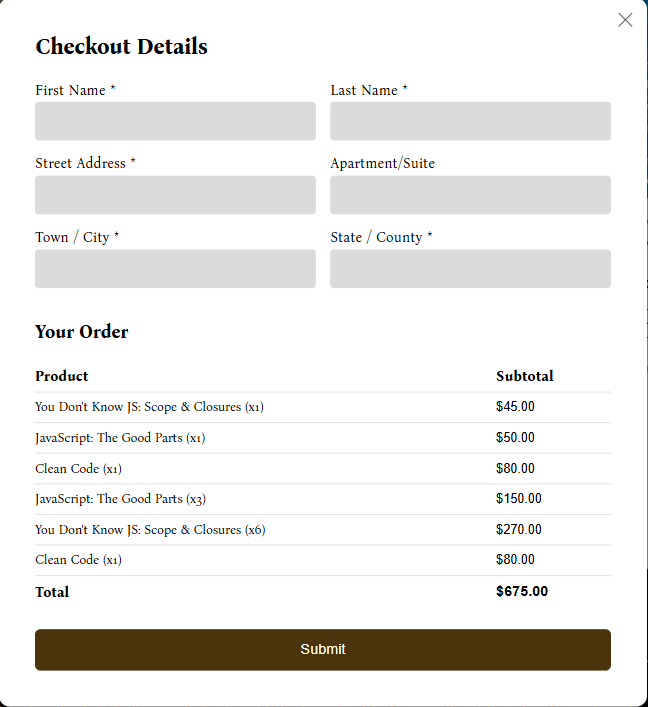 Checkout Details
First Name * Last Name *
Street Address * Apartment/Suite
Town / City * State / County *
Your Order
Product Subtotal
You Don't Know JS: Scope & Closures (x1) $45.00
JavaScript: The Good Parts (x1) $50.00
Clean Code (x1) $80.00
JavaScript: The Good Parts (x3) $150.00
You Don't Know JS: Scope & Closures (x6) $270.00
Clean Code (x1) $80.00
Total $675.00
Submit